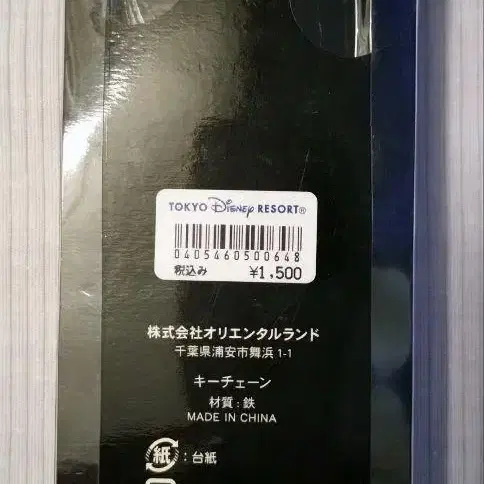 TOKYO Disney RESORT®
0405460500648
税込み ¥1,500
株式会社オリエンタルランド
千葉県浦安市舞浜 1-1
キーチェーン
材質 : 鉄
MADE IN CHINA
紙 : 台紙